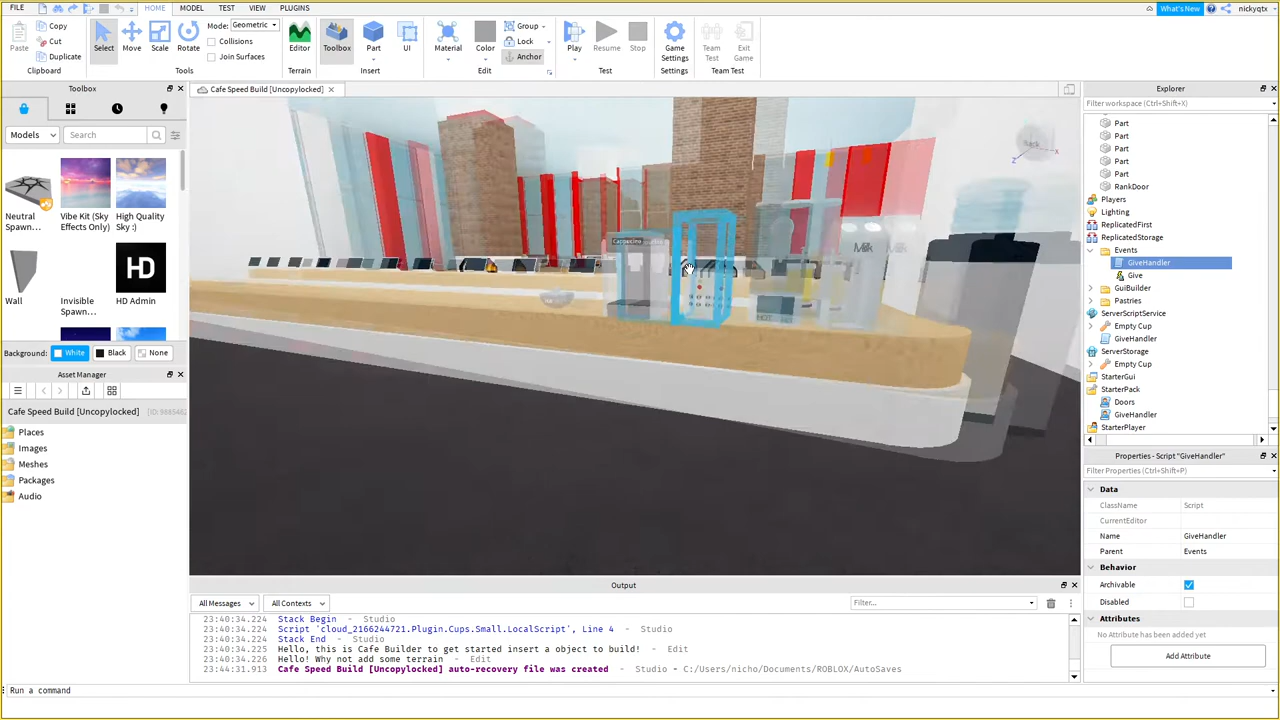 FILE HOME MODEL TEST VIEW PLUGINS What's New nickyqtx
Paste Copy Cut Duplicate Select Move Scale Rotate Mode: Geometric Collisions Join Surfaces Editor Toolbox Part UI Material Color Group Lock Anchor Play Resume Stop Game Settings Team Test Exit Game
Clipboard Tools Terrain Insert Edit Test Settings Team Test
Toolbox
Models Search
Neutral Spawn...
Vibe Kit (Sky Effects Only)
High Quality Sky :)
HD
Wall
Invisible Spawn...
HD Admin
Background: White Black None
Asset Manager
Cafe Speed Build [Uncopylocked]
Places
Images
Meshes
Packages
Audio
Cafe Speed Build [Uncopylocked]
Back
Z X
Cappuccino
Milk
HOT
Output
All Messages All Contexts Filter...
23:40:34.224 Stack Begin - Studio
23:40:34.224 Script 'cloud_2166244721.Plugin.Cups.Small.LocalScript', Line 4 - Studio
23:40:34.224 Stack End - Studio
23:40:34.225 Hello, this is Cafe Builder to get started insert a object to build! - Edit
23:40:34.226 Hello! Why not add some terrain - Edit
23:44:31.913 Cafe Speed Build [Uncopylocked] auto-recovery file was created - Studio - C:/Users/nicho/Documents/ROBLOX/AutoSaves
Run a command
Explorer
Filter workspace (Ctrl+Shift+X)
Part
Part
Part
Part
Part
RankDoor
Players
Lighting
ReplicatedFirst
ReplicatedStorage
Events
GiveHandler
Give
GuiBuilder
Pastries
ServerScriptService
Empty Cup
GiveHandler
ServerStorage
Empty Cup
StarterGui
StarterPack
Doors
GiveHandler
StarterPlayer
Properties - Script "GiveHandler"
Filter Properties (Ctrl+Shift+P)
Data
ClassName Script
CurrentEditor
Name GiveHandler
Parent Events
Behavior
Archivable
Disabled
Attributes
No Attribute has been added yet
Add Attribute